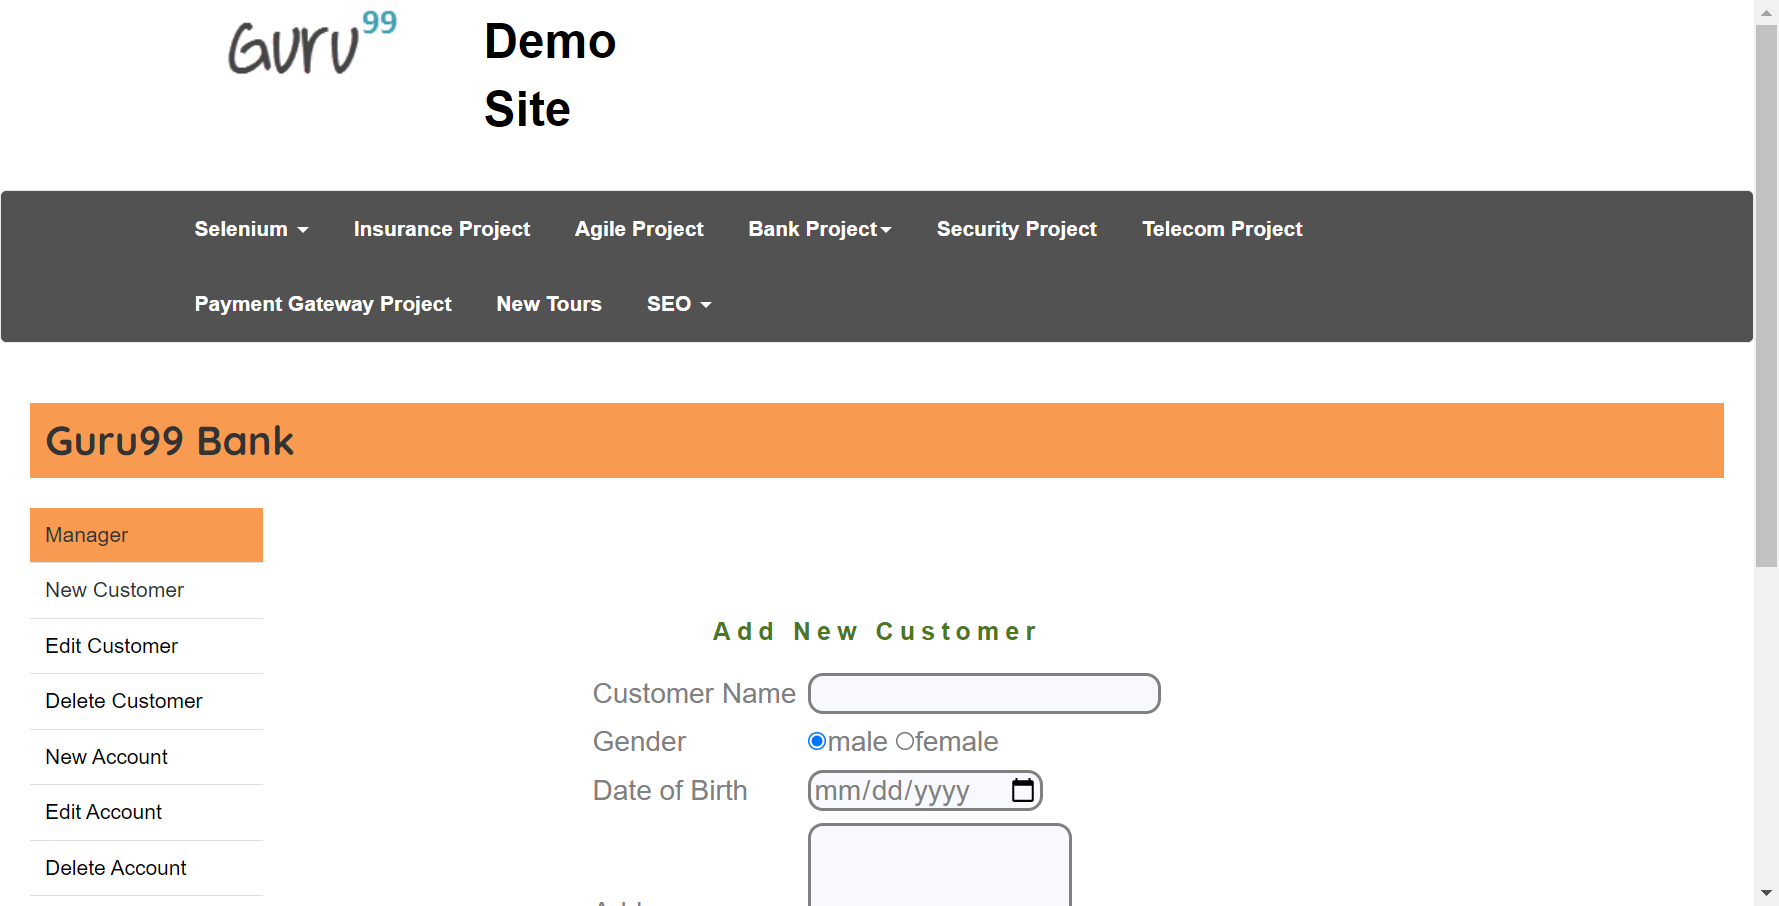 Guru99
Demo
Site
Selenium Insurance Project Agile Project Bank Project Security Project Telecom Project
Payment Gateway Project New Tours SEO
Guru99 Bank
Manager
New Customer
Edit Customer
Delete Customer
New Account
Edit Account
Delete Account
Add New Customer
Customer Name
Gender male female
Date of Birth mm/dd/yyyy